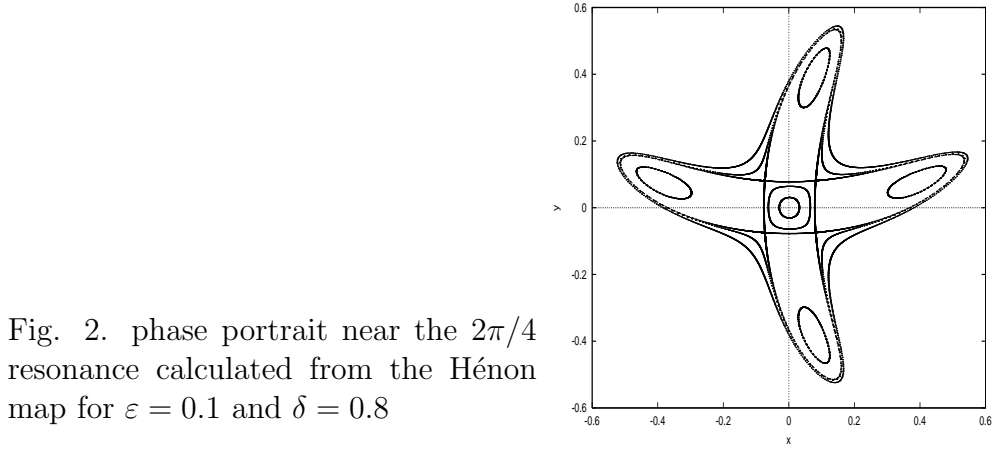 Fig. 2. phase portrait near the 2π/4
resonance calculated from the Hénon
map for ε = 0.1 and δ = 0.8
0.6
0.4
0.2
0
-0.2
-0.4
-0.6
y
-0.6 -0.4 -0.2 0 0.2 0.4 0.6
x